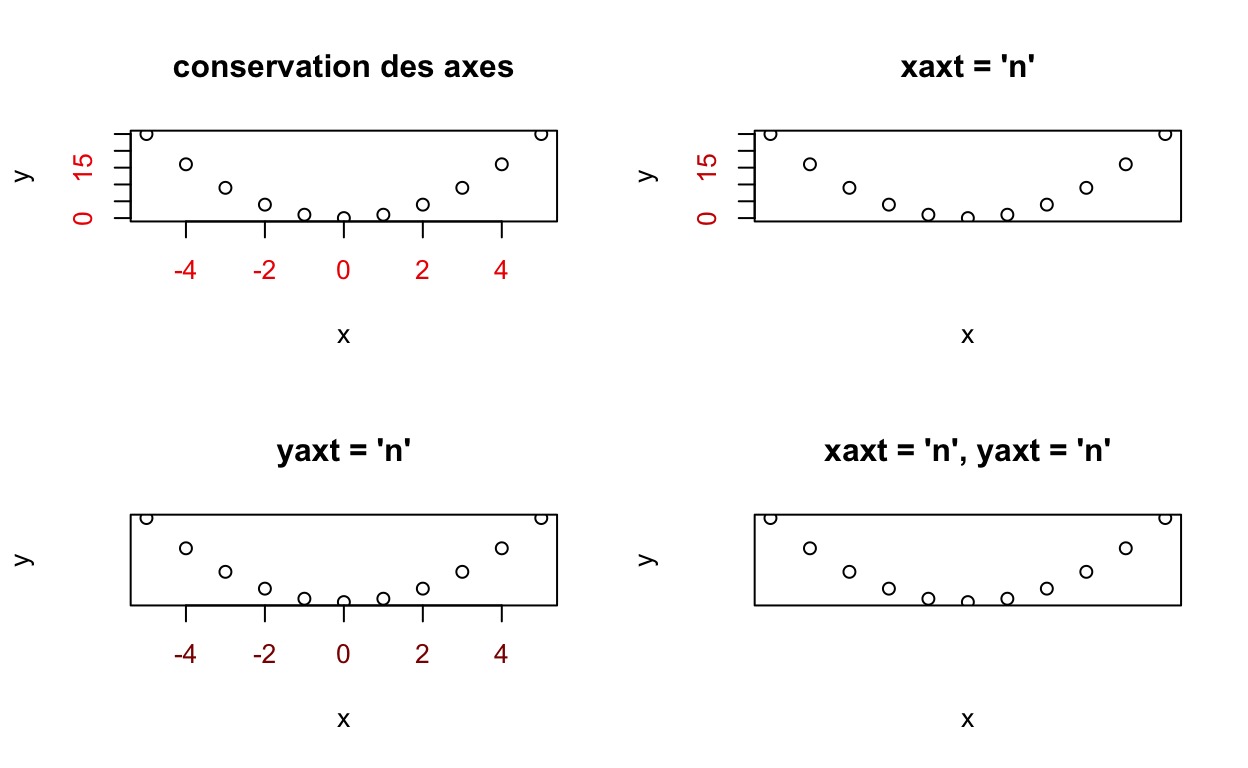 conservation des axes
y
15
0
-4 -2 0 2 4
x
xaxt = 'n'
y
15
0
x
yaxt = 'n'
y
-4 -2 0 2 4
x
xaxt = 'n', yaxt = 'n'
y
x